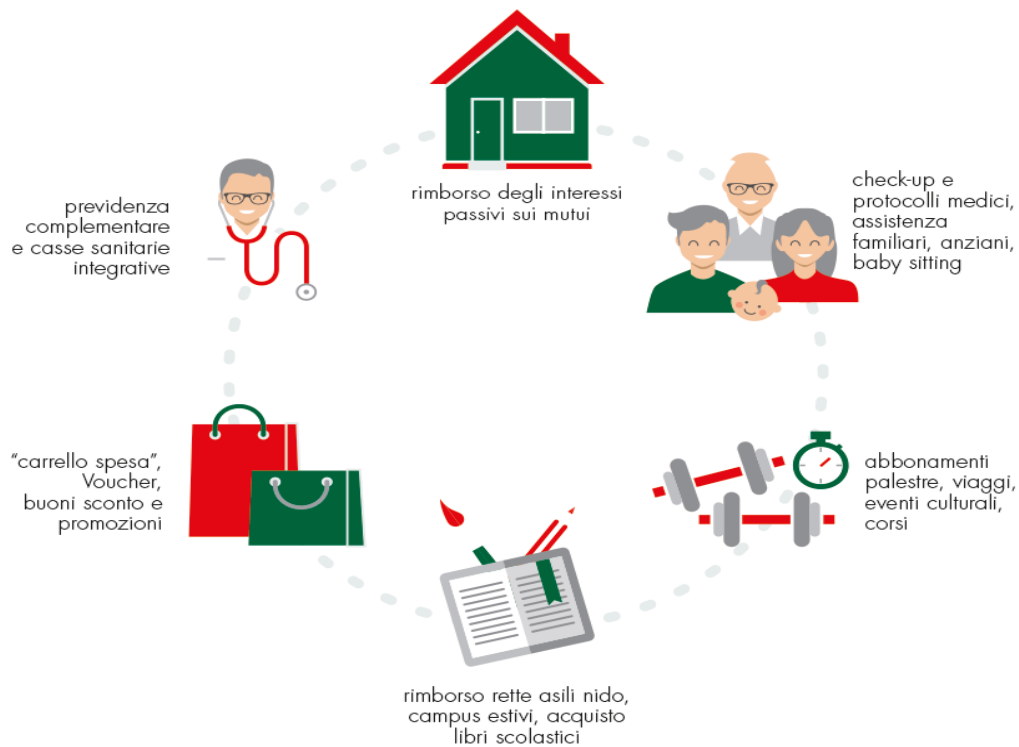 rimborso degli interessi
passivi sui mutui
check-up e
protocolli medici,
assistenza
familiari, anziani,
baby sitting
abbonamenti
palestre, viaggi,
eventi culturali,
corsi
rimborso rette asili nido,
campus estivi, acquisto
libri scolastici
“carrello spesa”,
Voucher,
buoni sconto e
promozioni
previdenza
complementare
e casse sanitarie
integrative